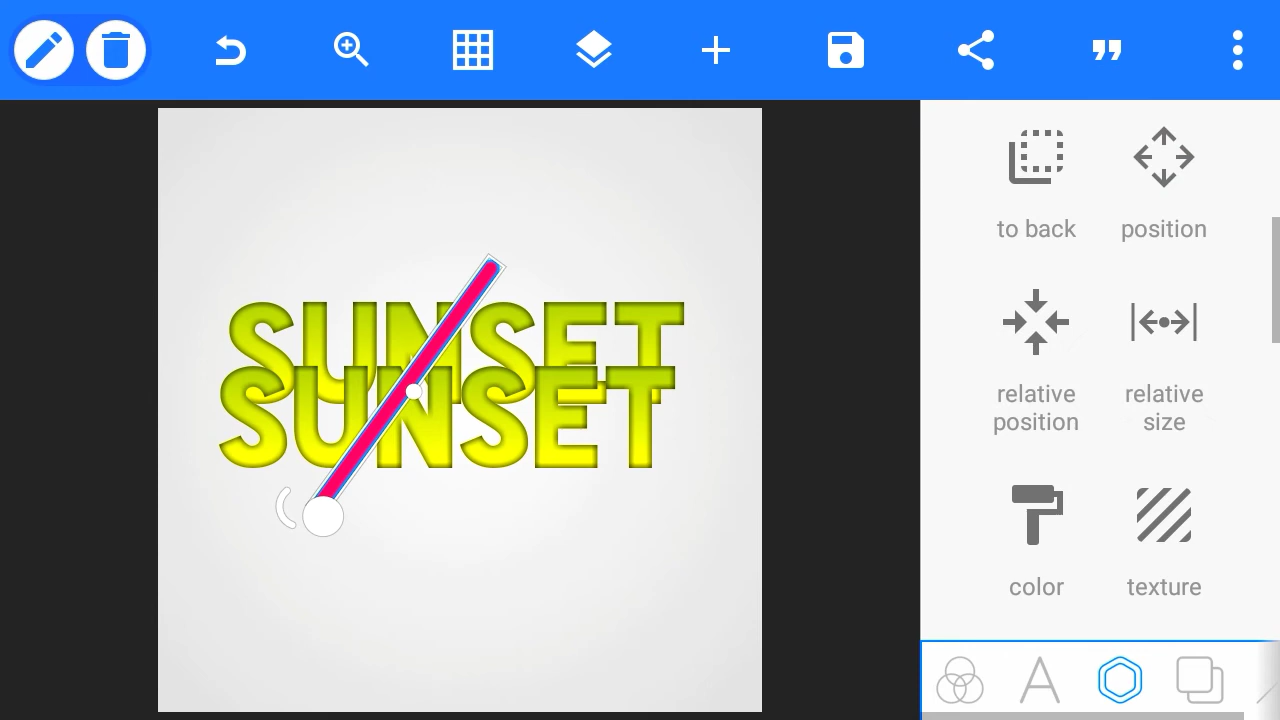 to back
position
SUNSET
SUNSET
relative position
relative size
color
texture